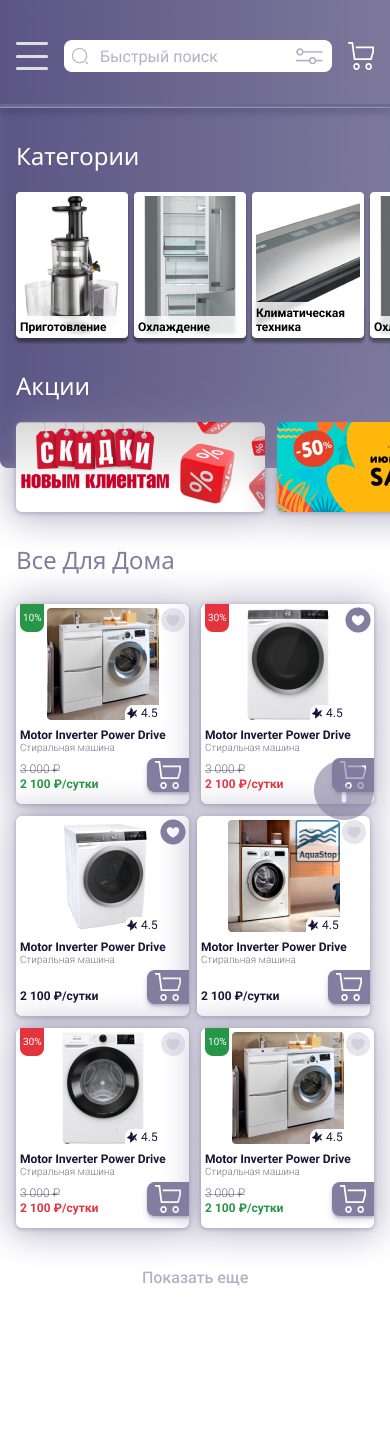 Быстрый поиск
Категории
Приготовление
Охлаждение
Климатическая
техника
Ох
Акции
СКИДКИ
НОВЫМ КЛИЕНТАМ
%
%
%
-50%
ИЮ
SA
Все Для Дома
10%
4.5
Motor Inverter Power Drive
Стиральная машина
3 000 ₽
2 100 ₽/сутки
30%
4.5
Motor Inverter Power Drive
Стиральная машина
3 000 ₽
2 100 ₽/сутки
4.5
Motor Inverter Power Drive
Стиральная машина
2 100 ₽/сутки
AquaStop
4.5
Motor Inverter Power Drive
Стиральная машина
2 100 ₽/сутки
30%
4.5
Motor Inverter Power Drive
Стиральная машина
3 000 ₽
2 100 ₽/сутки
10%
4.5
Motor Inverter Power Drive
Стиральная машина
3 000 ₽
2 100 ₽/сутки
Показать еще